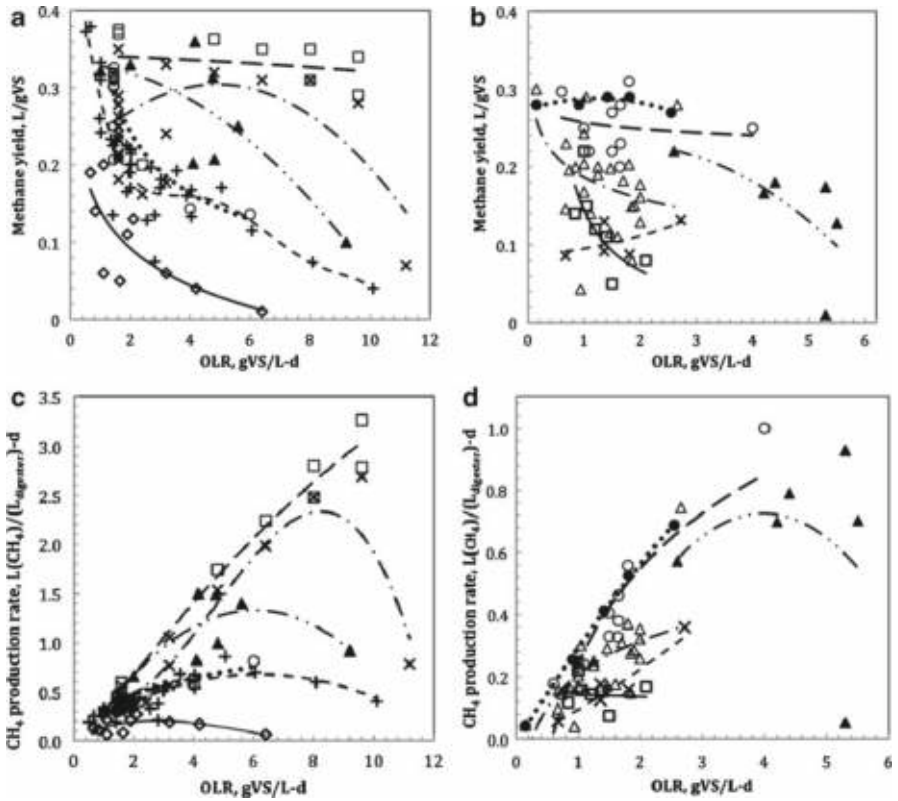 a
Methane yield, L/gVS
0.4
0.3
0.2
0.1
0
0 2 4 6 8 10 12
OLR, gVS/L-d
b
Methane yield, L/gVS
0.4
0.3
0.2
0.1
0
0 1 2 3 4 5 6
OLR, gVS/L-d
c
CH4 production rate, L(CH4)/(Ldigester)-d
3.5
3.0
2.5
2.0
1.5
1.0
0.5
0.0
0 2 4 6 8 10 12
OLR, gVS/L-d
d
CH4 production rate, L(CH4)/(Ldigester)-d
1.0
0.8
0.6
0.4
0.2
0.0
0 1 2 3 4 5 6
OLR, gVS/L-d